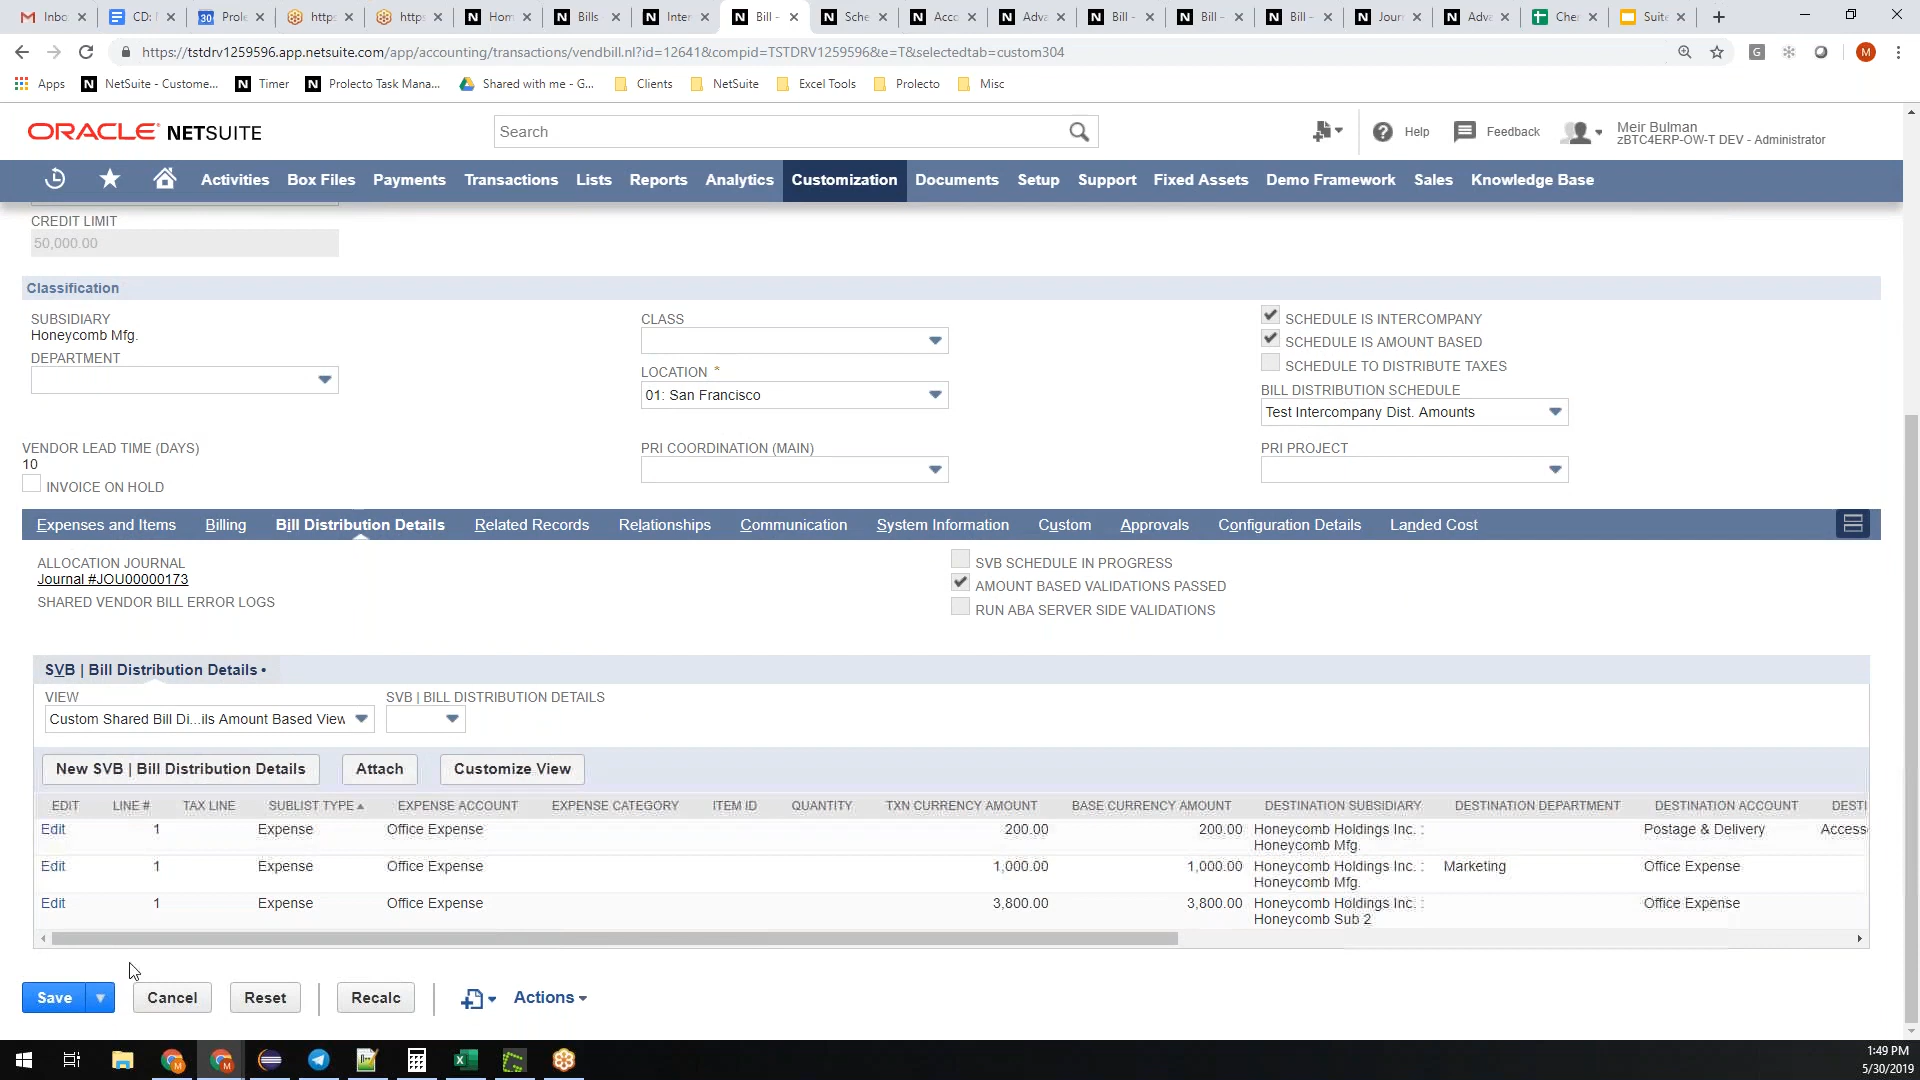 Inbo
CD: I
30 Prole
https
https
N Hom
N Bills
N Inter
N Bill -
N Sche
N Acco
N Adva
N Bill -
N Bill -
N Bill -
N Jour
N Adva
Cher
Suite
https://tstdrv1259596.app.netsuite.com/app/accounting/transactions/vendbill.nl?id=12641&compid=TSTDRV1259596&e=T&selectedtab=custom304
G
M
Apps
N NetSuite - Custome...
N Timer
N Prolecto Task Mana...
Shared with me - G...
Clients
NetSuite
Excel Tools
Prolecto
Misc
ORACLE NETSUITE
Search
Help
Feedback
Meir Bulman
zBTC4ERP-OW-T DEV - Administrator
Activities
Box Files
Payments
Transactions
Lists
Reports
Analytics
Customization
Documents
Setup
Support
Fixed Assets
Demo Framework
Sales
Knowledge Base
CREDIT LIMIT
50,000.00
Classification
SUBSIDIARY
Honeycomb Mfg.
DEPARTMENT
CLASS
LOCATION *
01: San Francisco
SCHEDULE IS INTERCOMPANY
SCHEDULE IS AMOUNT BASED
SCHEDULE TO DISTRIBUTE TAXES
BILL DISTRIBUTION SCHEDULE
Test Intercompany Dist. Amounts
VENDOR LEAD TIME (DAYS)
10
INVOICE ON HOLD
PRI COORDINATION (MAIN)
PRI PROJECT
Expenses and Items
Billing
Bill Distribution Details
Related Records
Relationships
Communication
System Information
Custom
Approvals
Configuration Details
Landed Cost
ALLOCATION JOURNAL
Journal #JOU00000173
SHARED VENDOR BILL ERROR LOGS
SVB SCHEDULE IN PROGRESS
AMOUNT BASED VALIDATIONS PASSED
RUN ABA SERVER SIDE VALIDATIONS
SVB | Bill Distribution Details •
VIEW
Custom Shared Bill Di...ils Amount Based View
SVB | BILL DISTRIBUTION DETAILS
New SVB | Bill Distribution Details
Attach
Customize View
EDIT LINE # TAX LINE SUBLIST TYPE EXPENSE ACCOUNT EXPENSE CATEGORY ITEM ID QUANTITY TXN CURRENCY AMOUNT BASE CURRENCY AMOUNT DESTINATION SUBSIDIARY DESTINATION DEPARTMENT DESTINATION ACCOUNT DESTI
Edit 1 Expense Office Expense 200.00 200.00 Honeycomb Holdings Inc. : Postage & Delivery Access
Honeycomb Mfg.
Edit 1 Expense Office Expense 1,000.00 1,000.00 Honeycomb Holdings Inc. : Marketing Office Expense
Honeycomb Mfg.
Edit 1 Expense Office Expense 3,800.00 3,800.00 Honeycomb Holdings Inc. : Office Expense
Honeycomb Sub 2
Save
Cancel
Reset
Recalc
Actions
1:49 PM
5/30/2019